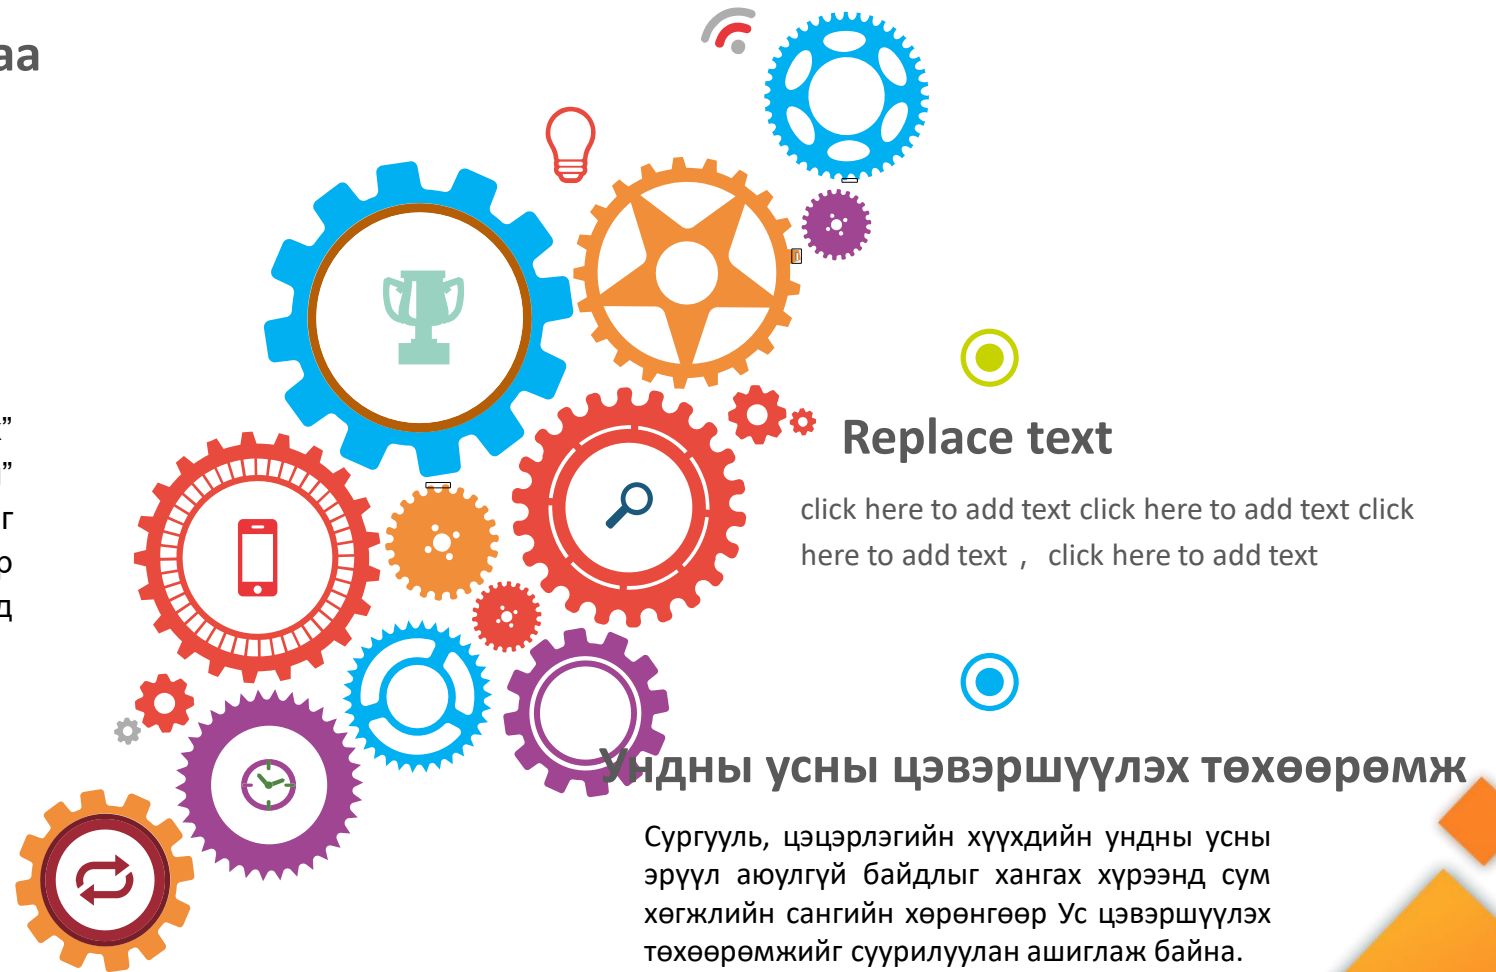 Replace text
click here to add text click here to add text click
here to add text , click here to add text
Ундны усны цэвэршүүлэх төхөөрөмж
Сургууль, цэцэрлэгийн хүүхдийн ундны усны
эрүүл аюулгүй байдлыг хангах хүрээнд сум
хөгжлийн сангийн хөрөнгөөр Ус цэвэршүүлэх
төхөөрөмжийг суурилуулан ашиглаж байна.